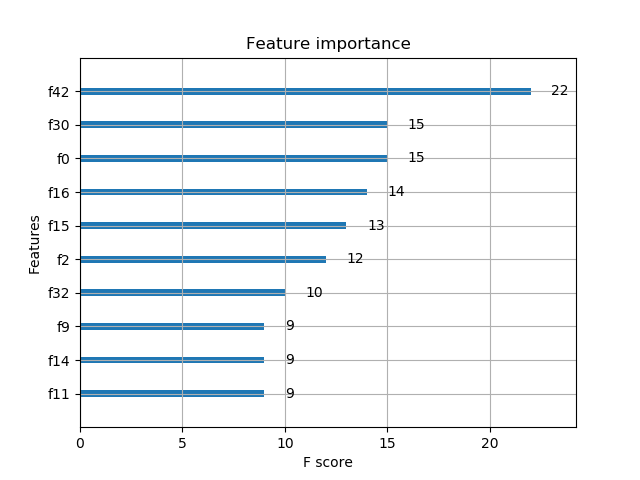 Feature importance
Features
f42 22
f30 15
f0 15
f16 14
f15 13
f2 12
f32 10
f9 9
f14 9
f11 9
0 5 10 15 20
F score